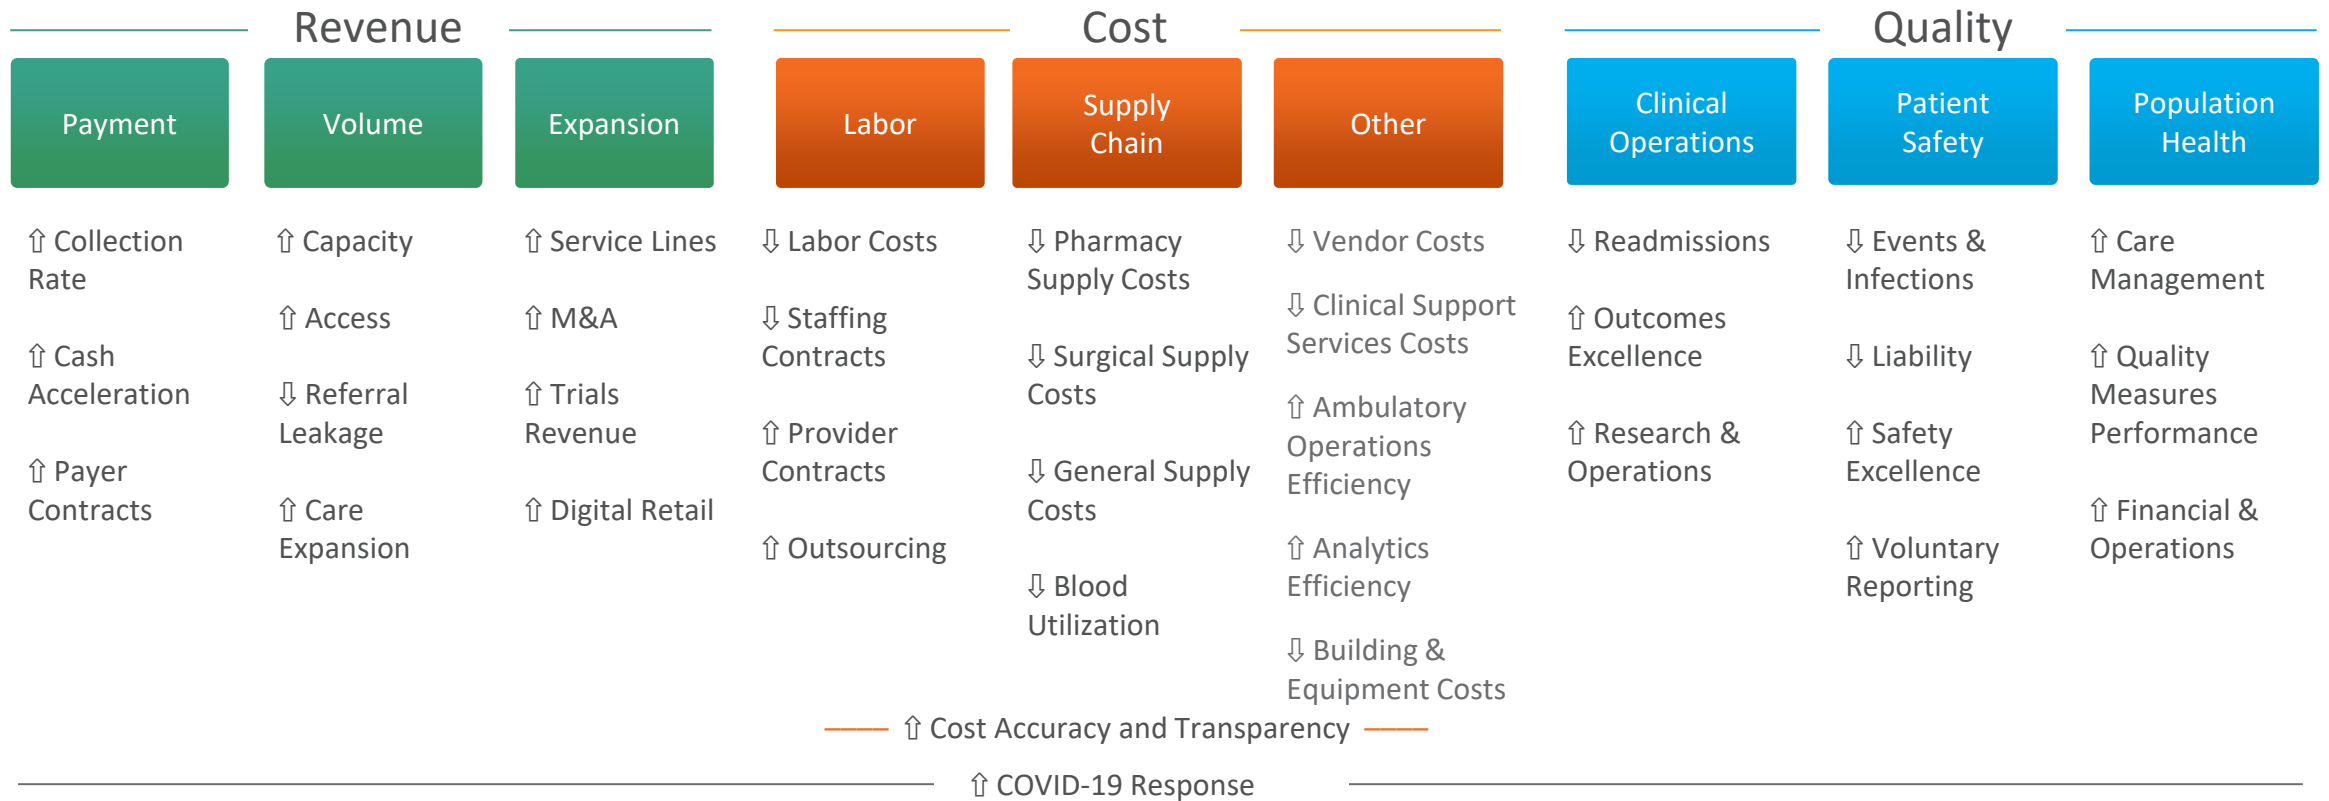 Revenue
Cost
Quality
Payment
Volume
Expansion
Labor
Supply
Chain
Other
Clinical
Operations
Patient
Safety
Population
Health
⇧ Collection
Rate
⇧ Cash
Acceleration
⇧ Payer
Contracts
⇧ Capacity
⇧ Access
⇩ Referral
Leakage
⇧ Care
Expansion
⇧ Service Lines
⇧ M&A
⇧ Trials
Revenue
⇧ Digital Retail
⇩ Labor Costs
⇩ Staffing
Contracts
⇧ Provider
Contracts
⇧ Outsourcing
⇩ Pharmacy
Supply Costs
⇩ Surgical Supply
Costs
⇩ General Supply
Costs
⇩ Blood
Utilization
⇩ Vendor Costs
⇩ Clinical Support
Services Costs
⇧ Ambulatory
Operations
Efficiency
⇧ Analytics
Efficiency
⇩ Building &
Equipment Costs
⇩ Readmissions
⇧ Outcomes
Excellence
⇧ Research &
Operations
⇩ Events &
Infections
⇩ Liability
⇧ Safety
Excellence
⇧ Voluntary
Reporting
⇧ Care
Management
⇧ Quality
Measures
Performance
⇧ Financial &
Operations
⇧ Cost Accuracy and Transparency
⇧ COVID-19 Response